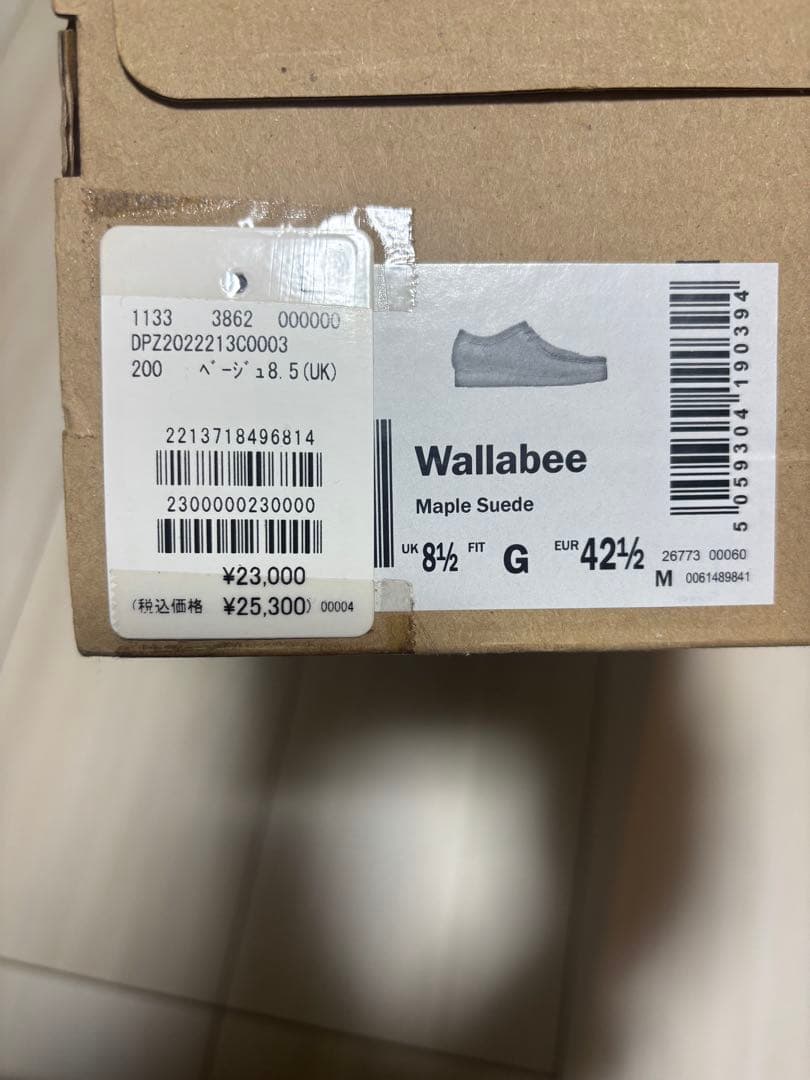 1133 3862 000000
DPZ2022213C0003
200 ベージュ8.5(UK)
2213718496814
2300000230000
¥23,000
(税込価格 ¥25,300) 00004
Wallabee
Maple Suede
UK 8½ FIT G EUR 42½
26773 00060
M 0061489841
5 059304 190394